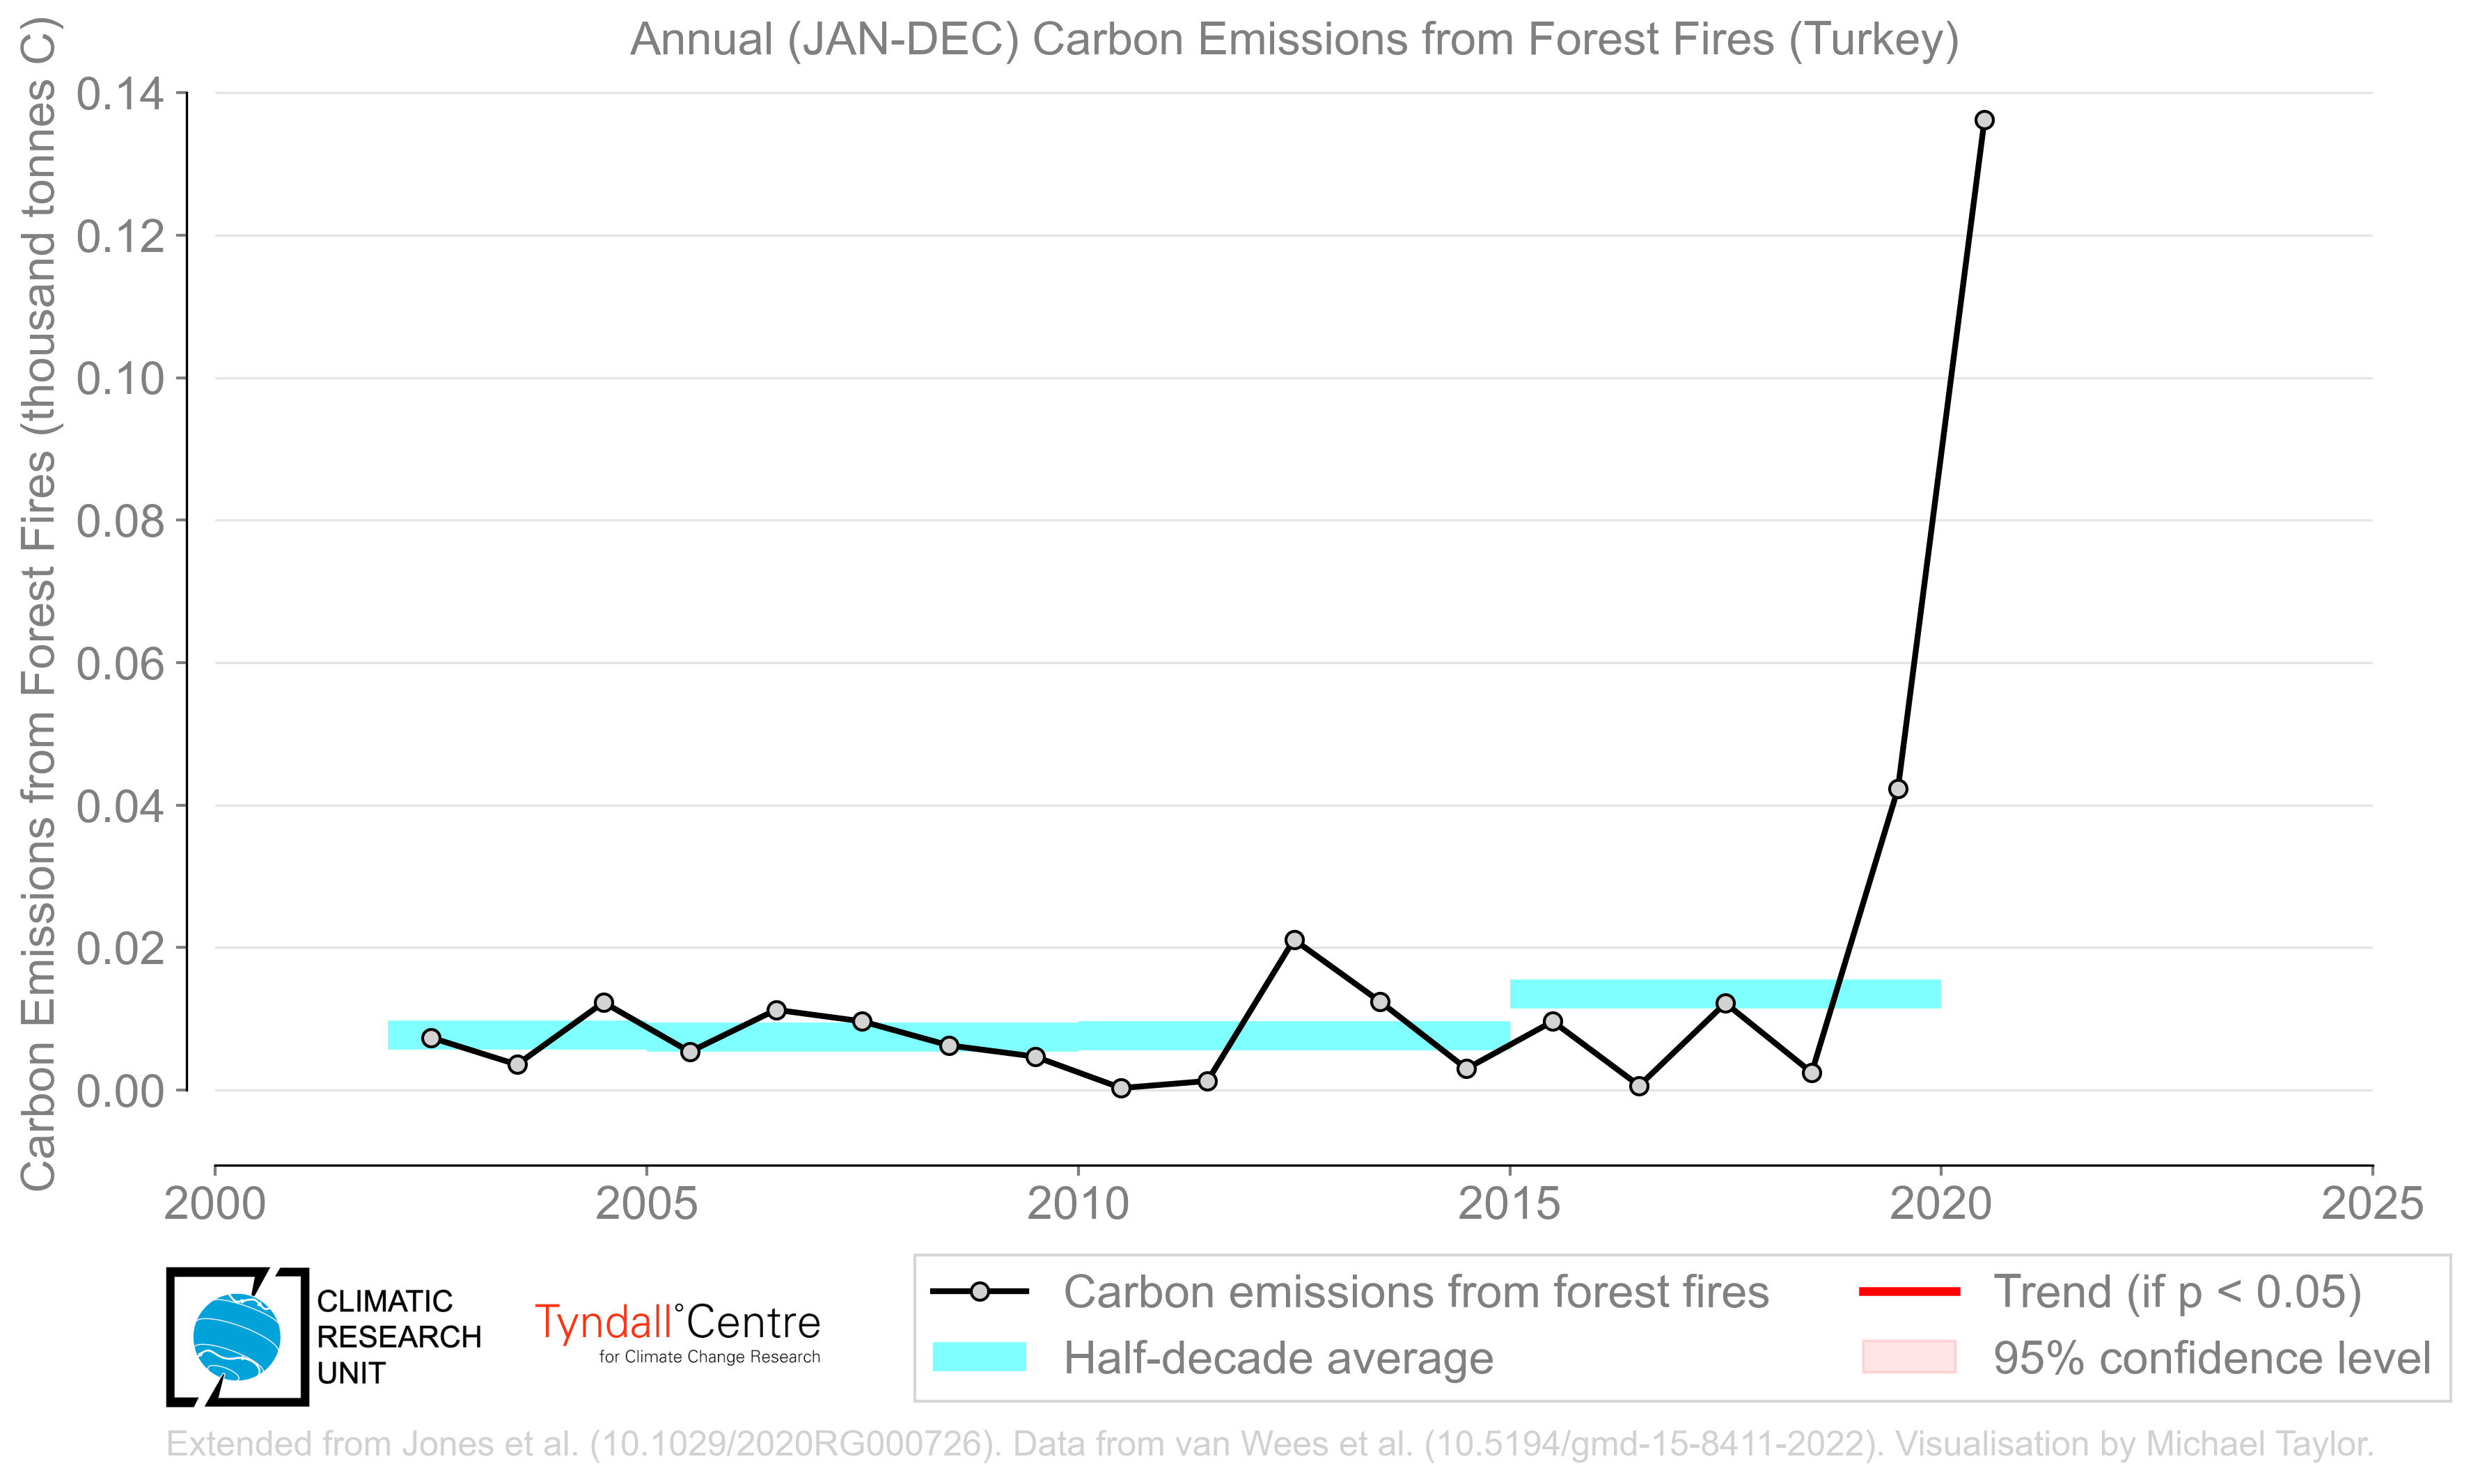 Annual (JAN-DEC) Carbon Emissions from Forest Fires (Turkey)
Carbon Emissions from Forest Fires (thousand tonnes C)
0.14
0.12
0.10
0.08
0.06
0.04
0.02
0.00
2000
2005
2010
2015
2020
2025
CLIMATIC
RESEARCH
UNIT
Tyndall°Centre
for Climate Change Research
Carbon emissions from forest fires
Half-decade average
Trend (if p < 0.05)
95% confidence level
Extended from Jones et al. (10.1029/2020RG000726). Data from van Wees et al. (10.5194/gmd-15-8411-2022). Visualisation by Michael Taylor.